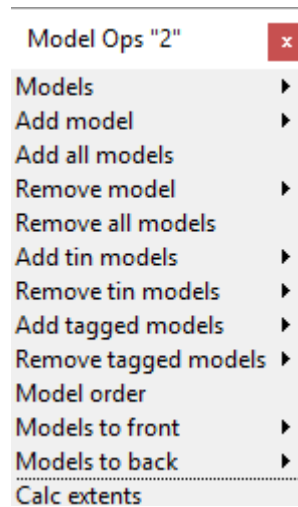 Model Ops "2"
x
Models
Add model
Add all models
Remove model
Remove all models
Add tin models
Remove tin models
Add tagged models
Remove tagged models
Model order
Models to front
Models to back
Calc extents